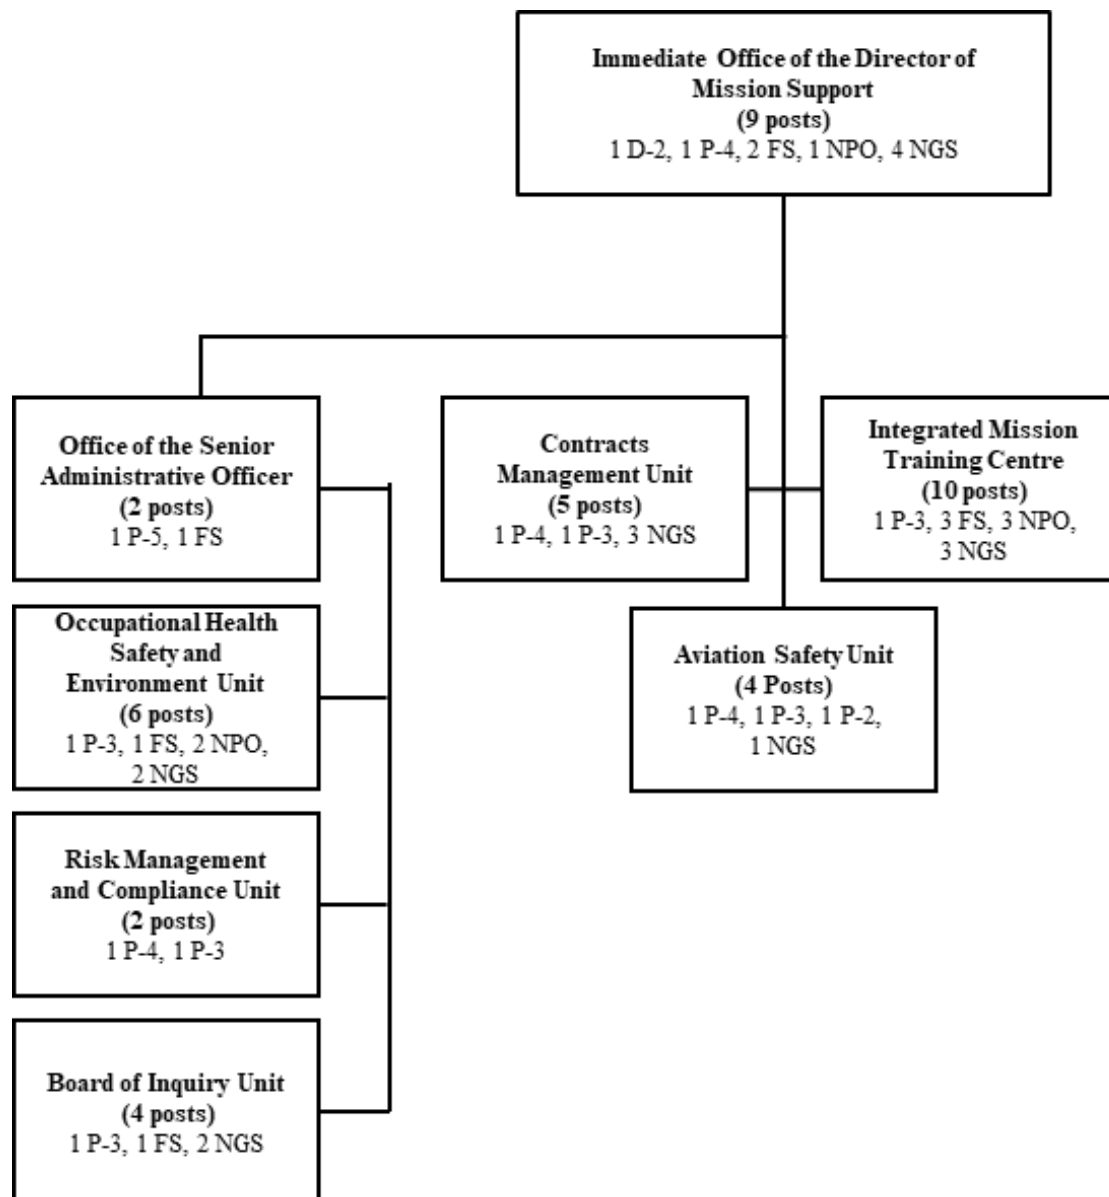 Immediate Office of the Director of
Mission Support
(9 posts)
1 D-2, 1 P-4, 2 FS, 1 NPO, 4 NGS
Office of the Senior
Administrative Officer
(2 posts)
1 P-5, 1 FS
Contracts
Management Unit
(5 posts)
1 P-4, 1 P-3, 3 NGS
Integrated Mission
Training Centre
(10 posts)
1 P-3, 3 FS, 3 NPO,
3 NGS
Occupational Health
Safety and
Environment Unit
(6 posts)
1 P-3, 1 FS, 2 NPO,
2 NGS
Aviation Safety Unit
(4 Posts)
1 P-4, 1 P-3, 1 P-2,
1 NGS
Risk Management
and Compliance Unit
(2 posts)
1 P-4, 1 P-3
Board of Inquiry Unit
(4 posts)
1 P-3, 1 FS, 2 NGS